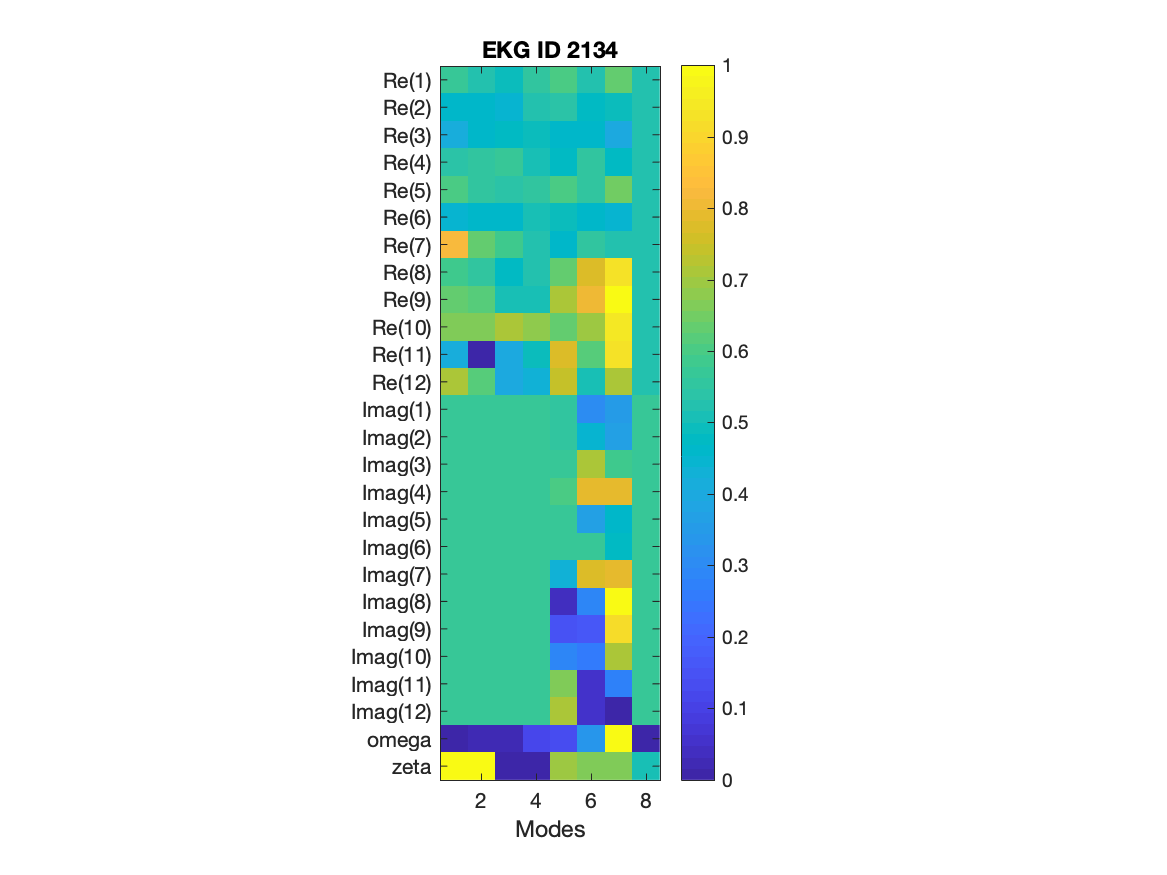 EKG ID 2134
Re(1)
Re(2)
Re(3)
Re(4)
Re(5)
Re(6)
Re(7)
Re(8)
Re(9)
Re(10)
Re(11)
Re(12)
Imag(1)
Imag(2)
Imag(3)
Imag(4)
Imag(5)
Imag(6)
Imag(7)
Imag(8)
Imag(9)
Imag(10)
Imag(11)
Imag(12)
omega
zeta
2 4 6 8
Modes
1
0.9
0.8
0.7
0.6
0.5
0.4
0.3
0.2
0.1
0